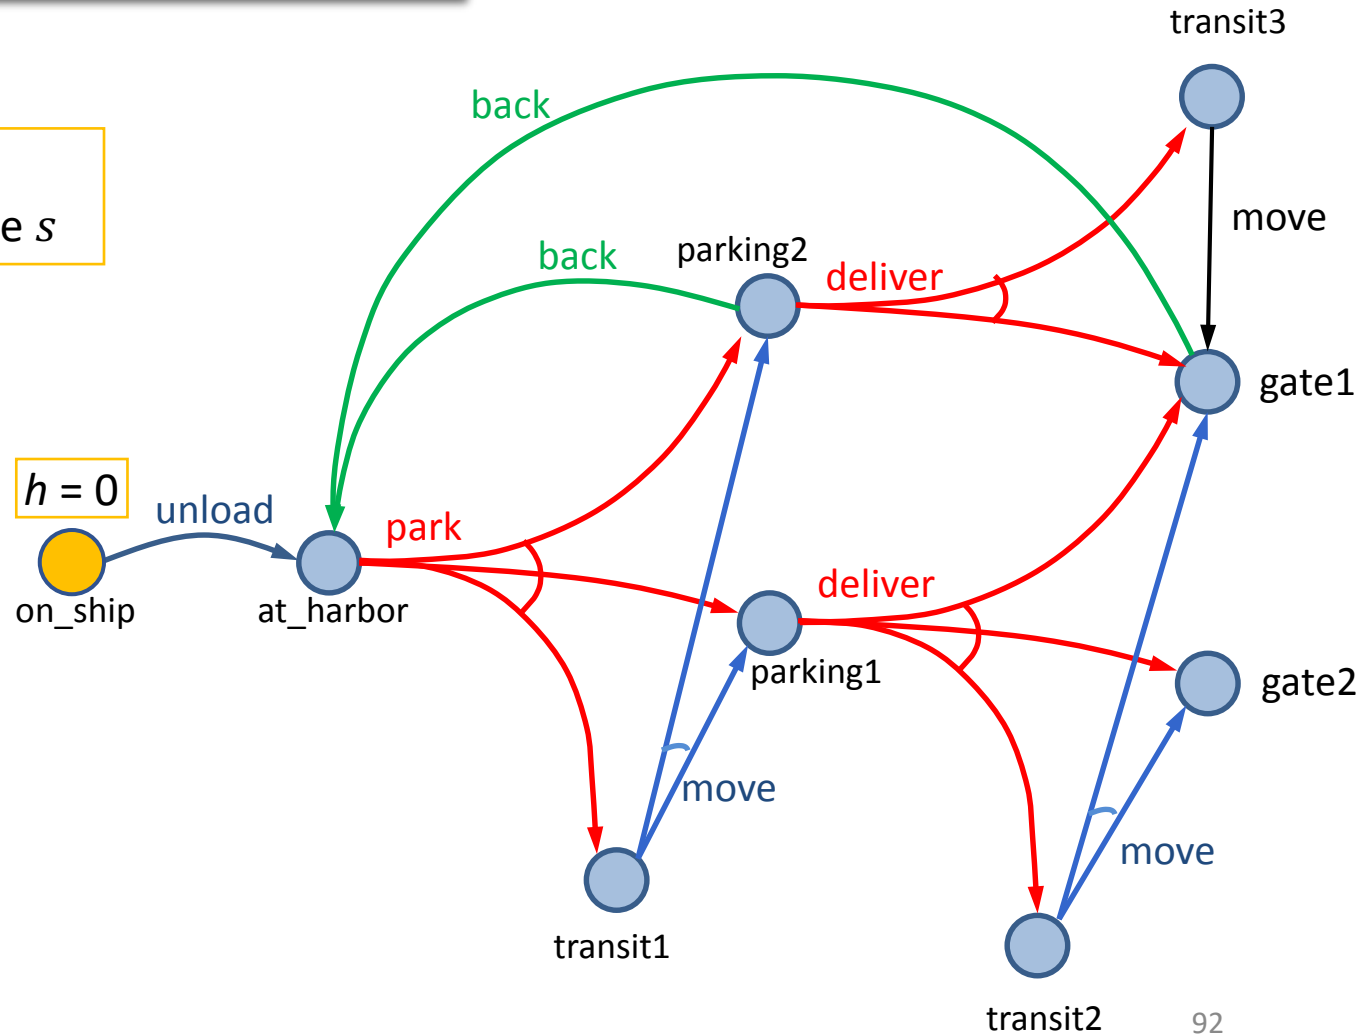 transit3
back
e s
move
parking2
back
deliver
gate1
h = 0
unload
park
deliver
on_ship
at_harbor
parking1
gate2
move
move
transit1
transit2
92